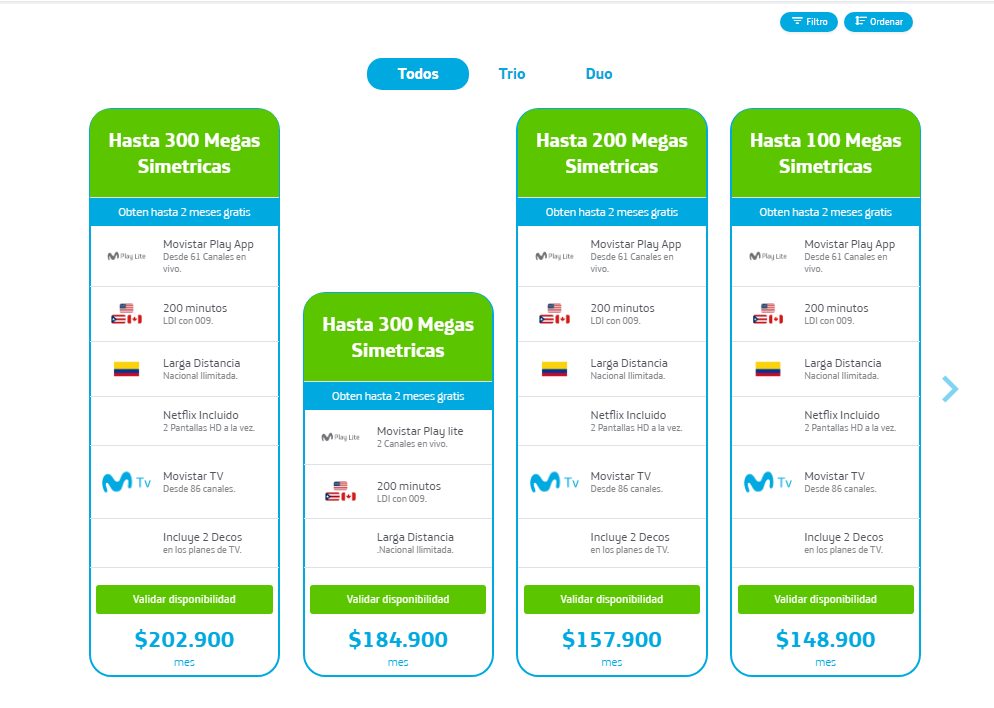 Filtro
Ordenar
Todos
Trio
Duo
Hasta 300 Megas
Simetricas
Obten hasta 2 meses gratis
Play Lite
Movistar Play App
Desde 61 Canales en
vivo.
200 minutos
LDI con 009.
Larga Distancia
Nacional Ilimitada.
Netflix Incluido
2 Pantallas HD a la vez.
Tv
Movistar TV
Desde 86 canales.
Incluye 2 Decos
en los planes de TV.
Validar disponibilidad
$202.900
mes
Hasta 300 Megas
Simetricas
Obten hasta 2 meses gratis
Play Lite
Movistar Play lite
2 Canales en vivo.
200 minutos
LDI con 009.
Larga Distancia
.Nacional Ilimitada.
Validar disponibilidad
$184.900
mes
Hasta 200 Megas
Simetricas
Obten hasta 2 meses gratis
Play Lite
Movistar Play App
Desde 61 Canales en
vivo.
200 minutos
LDI con 009.
Larga Distancia
Nacional Ilimitada.
Netflix Incluido
2 Pantallas HD a la vez.
Tv
Movistar TV
Desde 86 canales.
Incluye 2 Decos
en los planes de TV.
Validar disponibilidad
$157.900
mes
Hasta 100 Megas
Simetricas
Obten hasta 2 meses gratis
Play Lite
Movistar Play App
Desde 61 Canales en
vivo.
200 minutos
LDI con 009.
Larga Distancia
Nacional Ilimitada.
Netflix Incluido
2 Pantallas HD a la vez.
Tv
Movistar TV
Desde 86 canales.
Incluye 2 Decos
en los planes de TV.
Validar disponibilidad
$148.900
mes